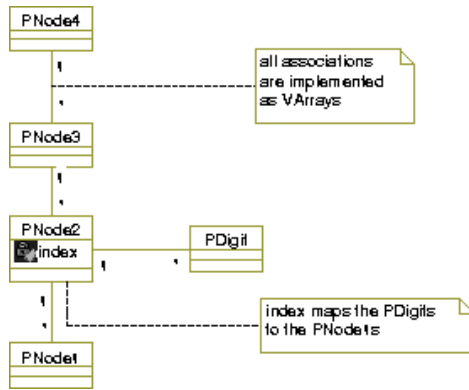 PNode4
all associations
are implemented
as VArrays
PNode3
PNode2
index
PDigit
index maps the PDigits
to the PNode1s
PNode1